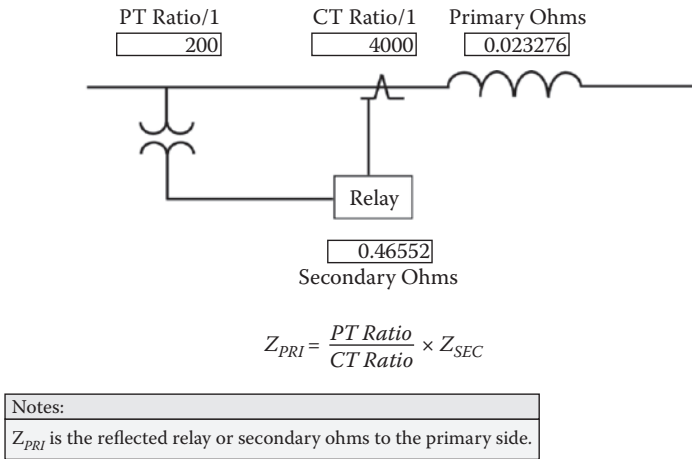 PT Ratio/1 CT Ratio/1 Primary Ohms
200 4000 0.023276
Relay
0.46552
Secondary Ohms
Z_PRI = PT Ratio / CT Ratio × Z_SEC
Notes:
Z_PRI is the reflected relay or secondary ohms to the primary side.